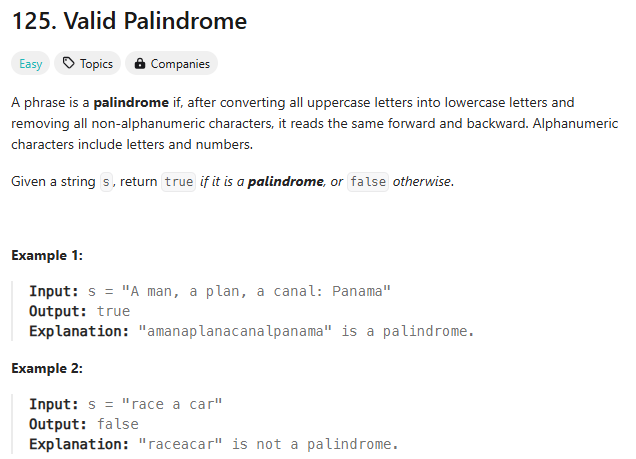 125. Valid Palindrome
Easy Topics Companies
A phrase is a palindrome if, after converting all uppercase letters into lowercase letters and
removing all non-alphanumeric characters, it reads the same forward and backward. Alphanumeric
characters include letters and numbers.
Given a string s, return true if it is a palindrome, or false otherwise.
Example 1:
Input: s = "A man, a plan, a canal: Panama"
Output: true
Explanation: "amanaplanacanalpanama" is a palindrome.
Example 2:
Input: s = "race a car"
Output: false
Explanation: "raceacar" is not a palindrome.